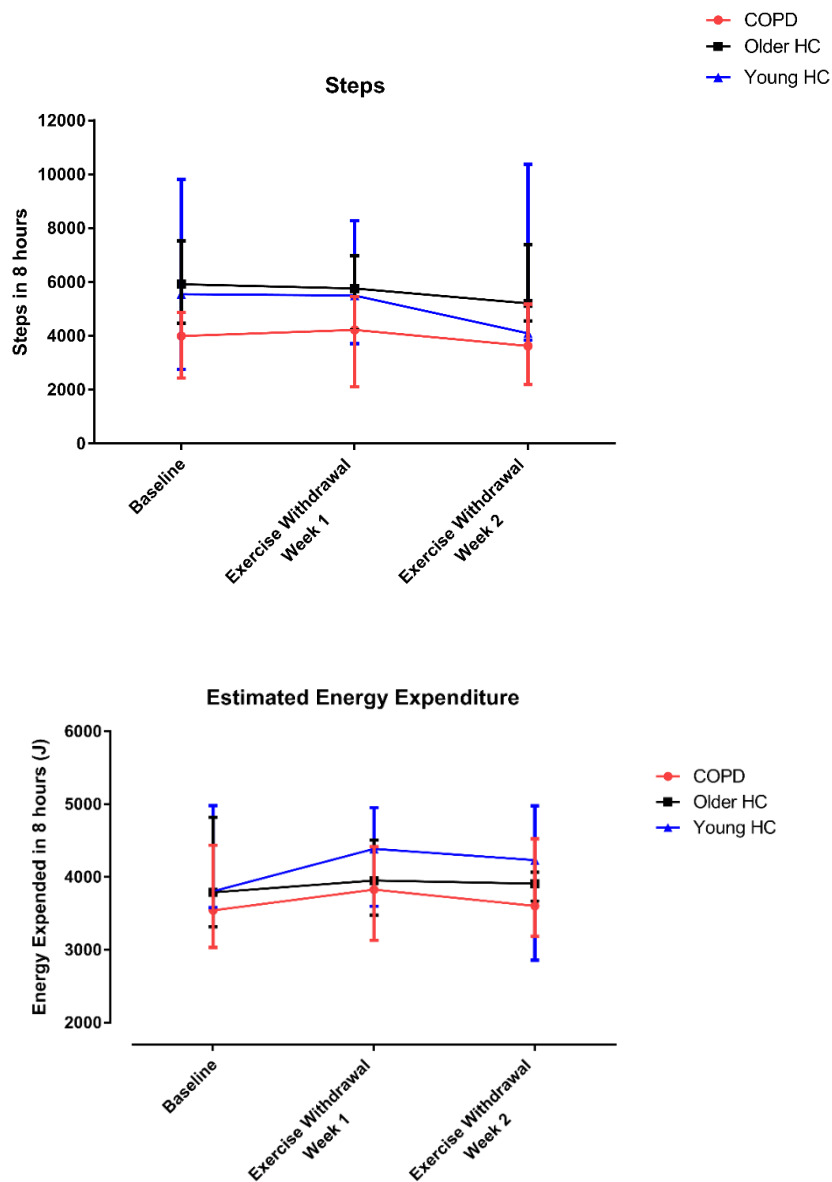 COPD
Older HC
Young HC
Steps
12000
10000
8000
6000
4000
2000
0
Steps in 8 hours
Baseline
Exercise Withdrawal
Week 1
Exercise Withdrawal
Week 2
Estimated Energy Expenditure
6000
5000
4000
3000
2000
Energy Expended in 8 hours (J)
COPD
Older HC
Young HC
Baseline
Exercise Withdrawal
Week 1
Exercise Withdrawal
Week 2